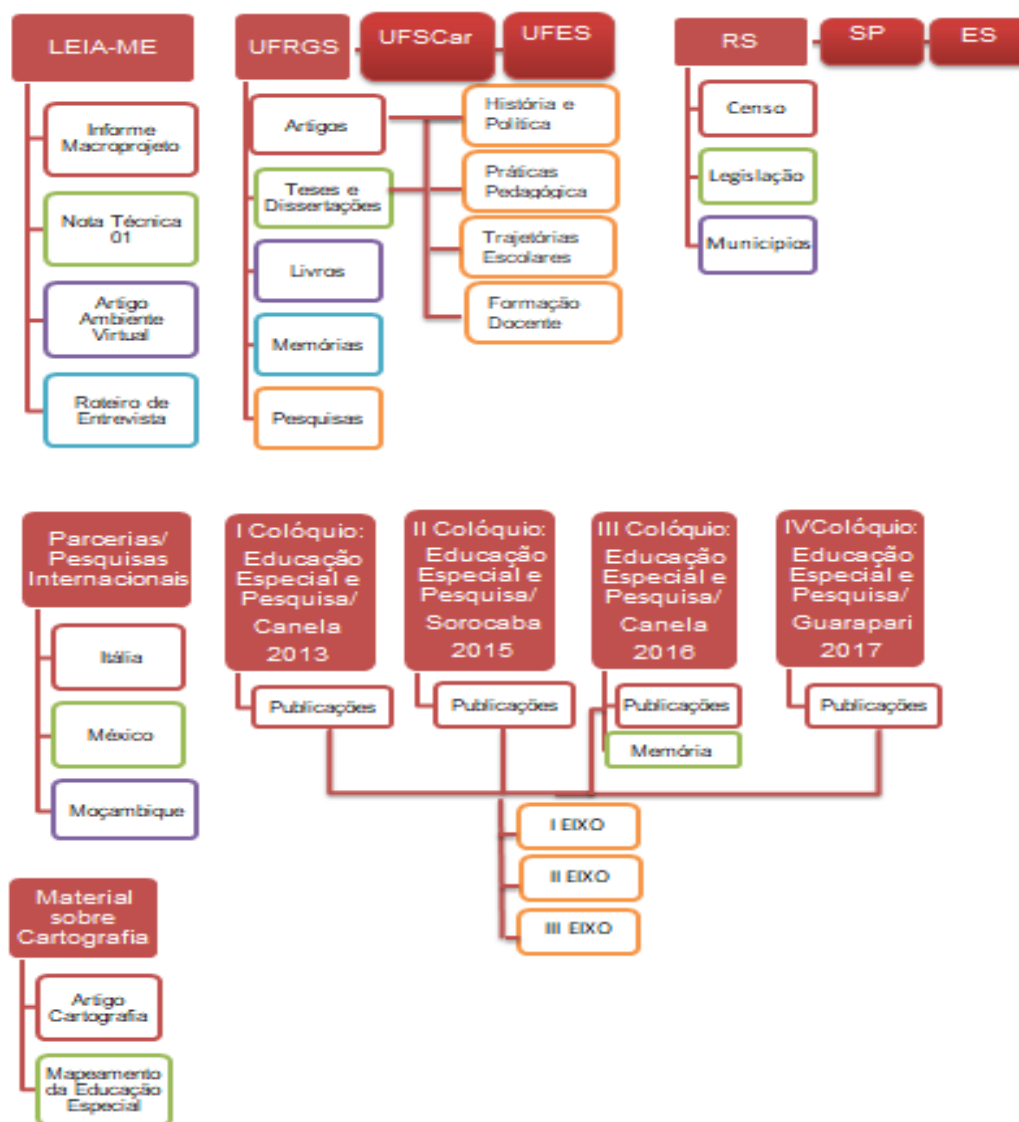 LEIA-ME
Informe
Macroprojeto
Nota Técnica
01
Artigo
Ambiente
Virtual
Roteiro de
Entrevista
UFRGS
UFSCar
UFES
Artigos
Teses e
Dissertações
Livros
Memórias
Pesquisas
História e
Política
Práticas
Pedagógica
Trajetórias
Escolares
Formação
Docente
RS
SP
ES
Censo
Legislação
Municípios
Parcerias/
Pesquisas
Internacionais
Itália
México
Moçambique
I Colóquio:
Educação
Especial e
Pesquisa/
Canela
2013
Publicações
II Colóquio:
Educação
Especial e
Pesquisa/
Sorocaba
2015
Publicações
III Colóquio:
Educação
Especial e
Pesquisa/
Canela
2016
Publicações
Memória
IVColóquio:
Educação
Especial e
Pesquisa/
Guarapari
2017
Publicações
I EIXO
II EIXO
III EIXO
Material
sobre
Cartografia
Artigo
Cartografia
Mapeamento
da Educação
Especial